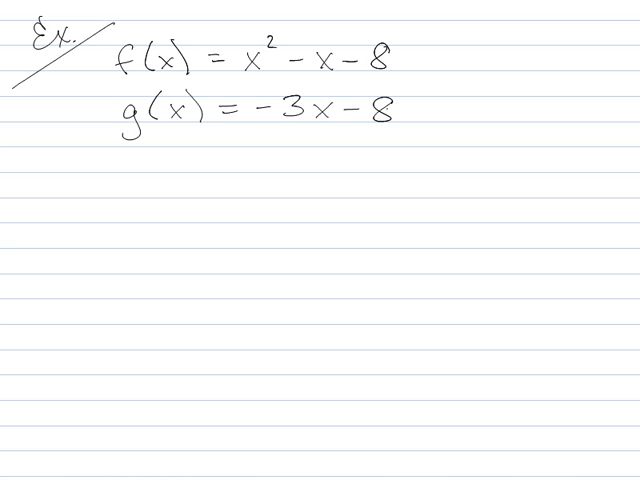 Ex.
f(x) = x² - x - 8
g(x) = -3x - 8